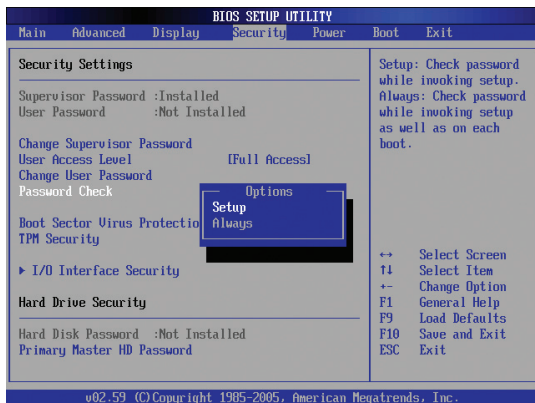 BIOS SETUP UTILITY
Main Advanced Display Security Power Boot Exit
Security Settings
Supervisor Password :Installed
User Password :Not Installed
Change Supervisor Password
User Access Level [Full Access]
Change User Password
Password Check
Boot Sector Virus Protectio
TPM Security
▶ I/O Interface Security
Hard Drive Security
Hard Disk Password :Not Installed
Primary Master HD Password
Options
Setup
Always
Setup: Check password
while invoking setup.
Always: Check password
while invoking setup
as well as on each
boot.
↔ Select Screen
↑↓ Select Item
+- Change Option
F1 General Help
F9 Load Defaults
F10 Save and Exit
ESC Exit
v02.59 (C)Copyright 1985-2005, American Megatrends, Inc.